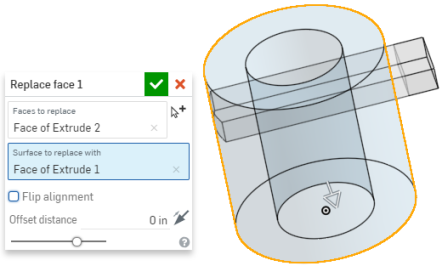 Replace face 1
Faces to replace
Face of Extrude 2
Surface to replace with
Face of Extrude 1
Flip alignment
Offset distance 0 in